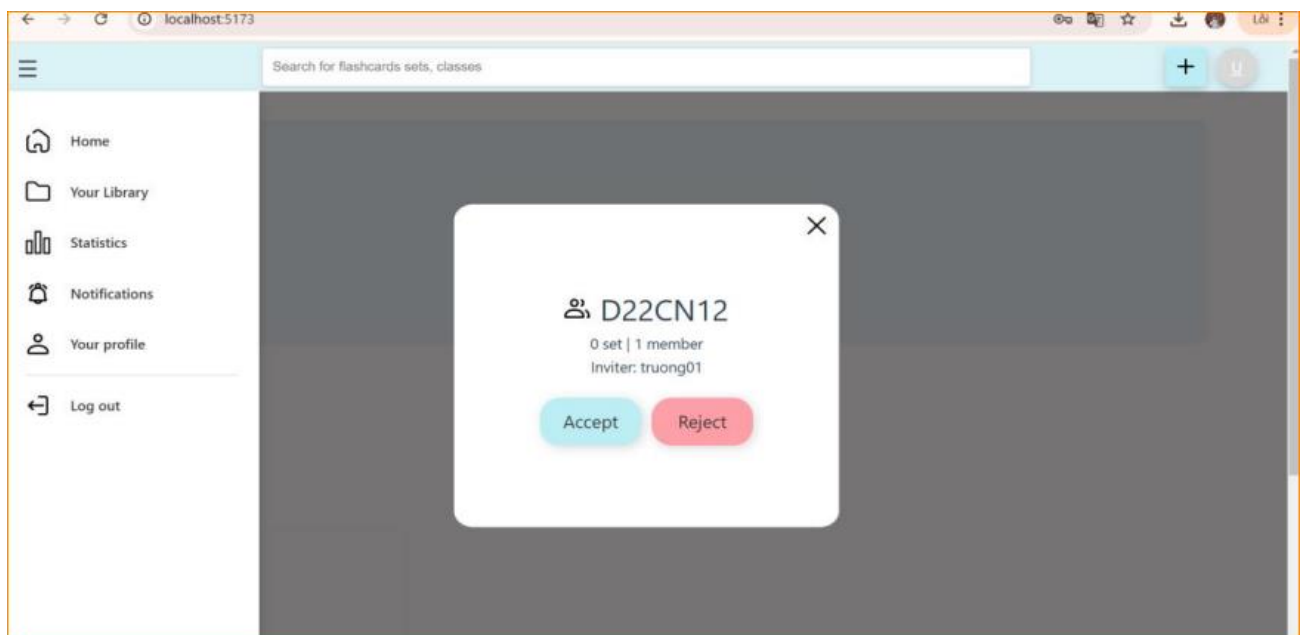 localhost:5173
Lỗi
Search for flashcards sets, classes
+
U
Home
Your Library
Statistics
Notifications
Your profile
Log out
D22CN12
0 set | 1 member
Inviter: truong01
Accept
Reject